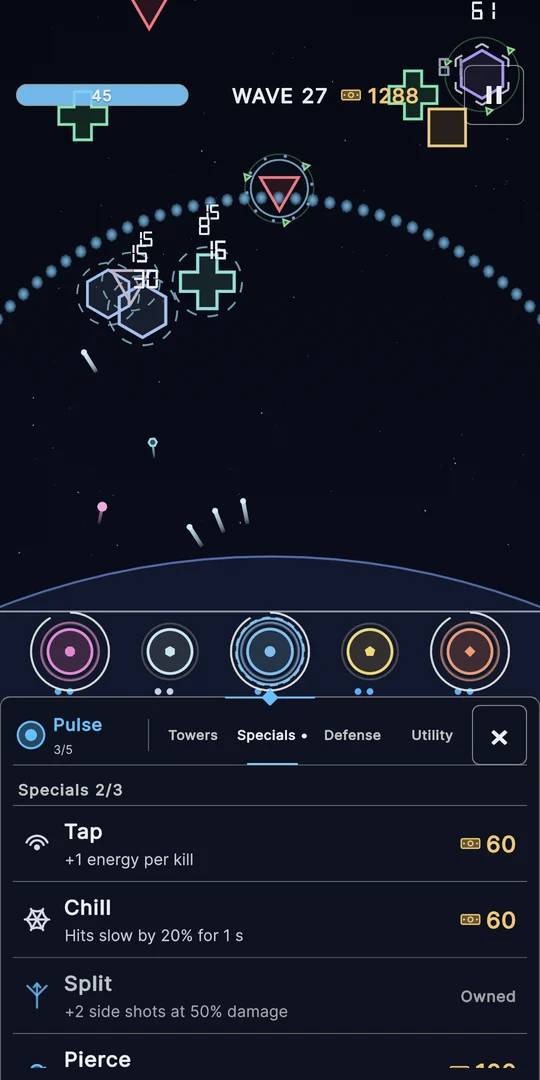 61
8
45 WAVE 27 1288
15
8
15
15
16
30
Pulse
3/5
Towers Specials • Defense Utility ×
Specials 2/3
Tap
60
+1 energy per kill
Chill
60
Hits slow by 20% for 1 s
Split
Owned
+2 side shots at 50% damage
Pierce